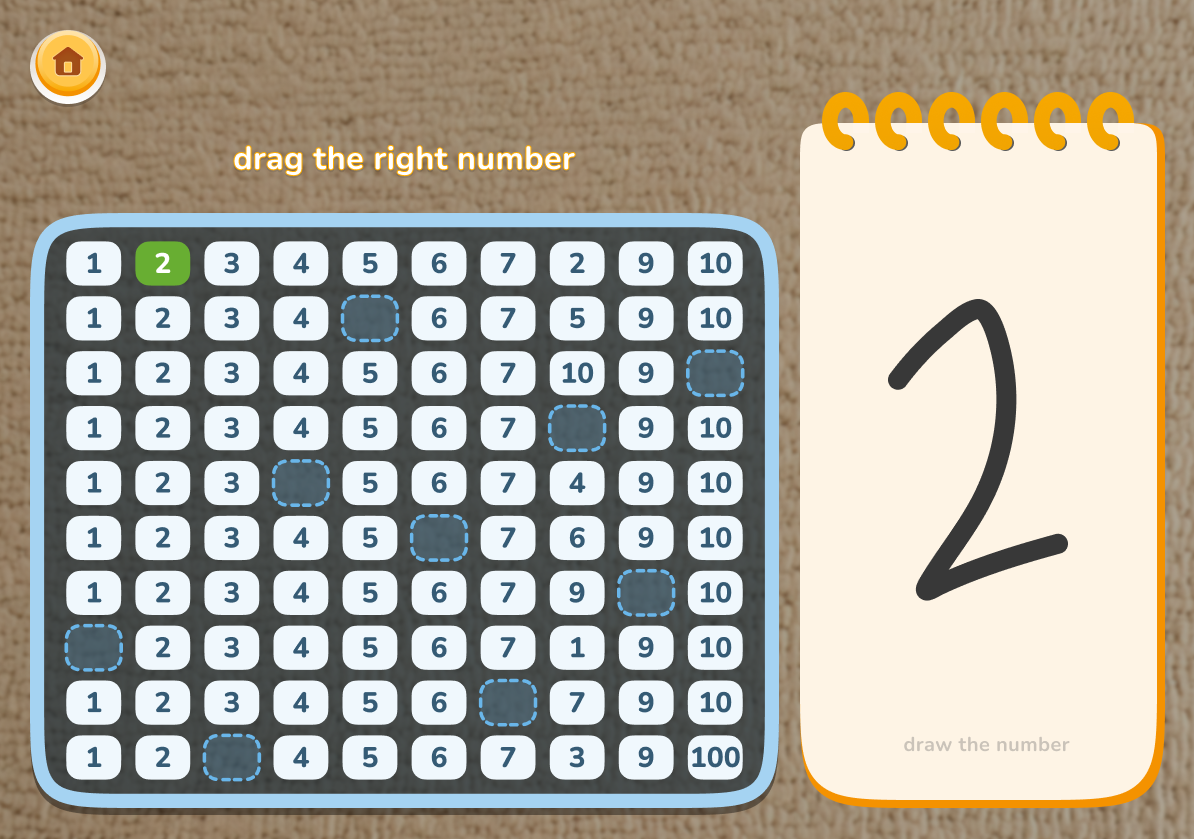 drag the right number
1 2 3 4 5 6 7 2 9 10
1 2 3 4 6 7 5 9 10
1 2 3 4 5 6 7 10 9
1 2 3 4 5 6 7 9 10
1 2 3 5 6 7 4 9 10
1 2 3 4 5 7 6 9 10
1 2 3 4 5 6 7 9 10
2 3 4 5 6 7 1 9 10
1 2 3 4 5 6 7 9 10
1 2 4 5 6 7 3 9 100
2
draw the number